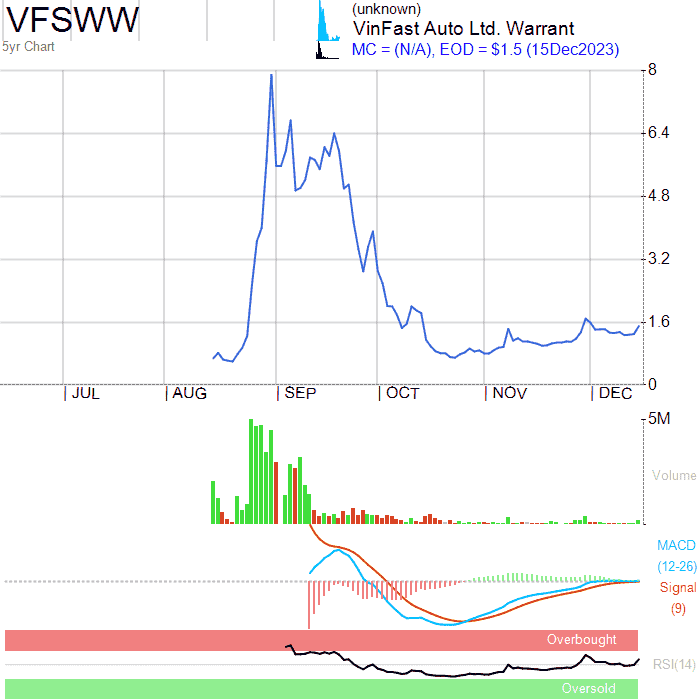 VFSWW
5yr Chart
(unknown)
VinFast Auto Ltd. Warrant
MC = (N/A), EOD = $1.5 (15Dec2023)
8
6.4
4.8
3.2
1.6
0
JUL AUG SEP OCT NOV DEC
5M
Volume
MACD
(12-26)
Signal
(9)
Overbought
RSI(14)
Oversold